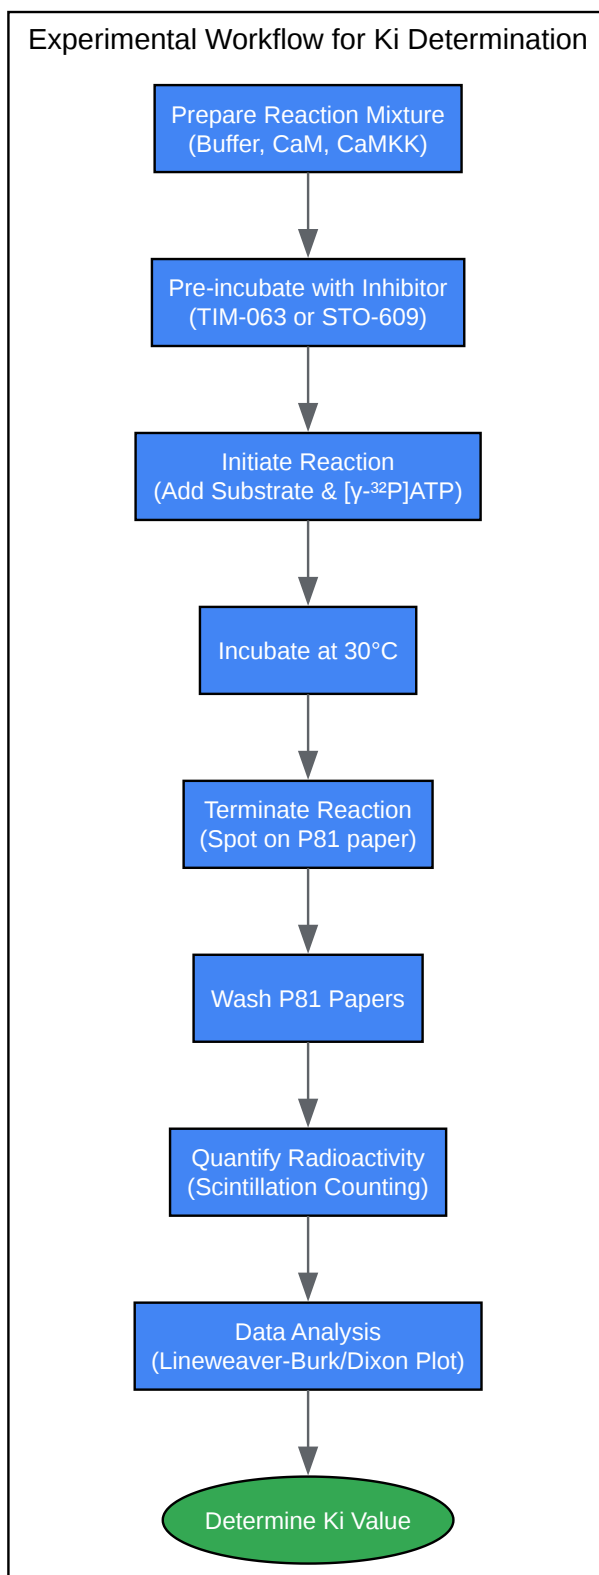 Experimental Workflow for Ki Determination
Prepare Reaction Mixture
(Buffer, CaM, CaMKK)
Pre-incubate with Inhibitor
(TIM-063 or STO-609)
Initiate Reaction
(Add Substrate & [γ-³²P]ATP)
Incubate at 30°C
Terminate Reaction
(Spot on P81 paper)
Wash P81 Papers
Quantify Radioactivity
(Scintillation Counting)
Data Analysis
(Lineweaver-Burk/Dixon Plot)
Determine Ki Value